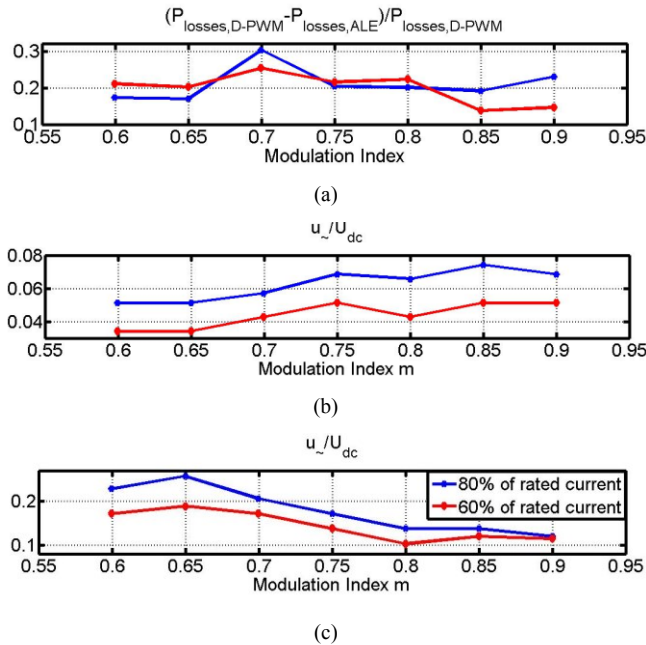 (P_losses,D-PWM-P_losses,ALE)/P_losses,D-PWM
0.3
0.2
0.1
0.55 0.6 0.65 0.7 0.75 0.8 0.85 0.9 0.95
Modulation Index
(a)
u~/U_dc
0.08
0.06
0.04
0.55 0.6 0.65 0.7 0.75 0.8 0.85 0.9 0.95
Modulation Index m
(b)
u~/U_dc
80% of rated current
60% of rated current
0.2
0.1
0.55 0.6 0.65 0.7 0.75 0.8 0.85 0.9 0.95
Modulation Index m
(c)